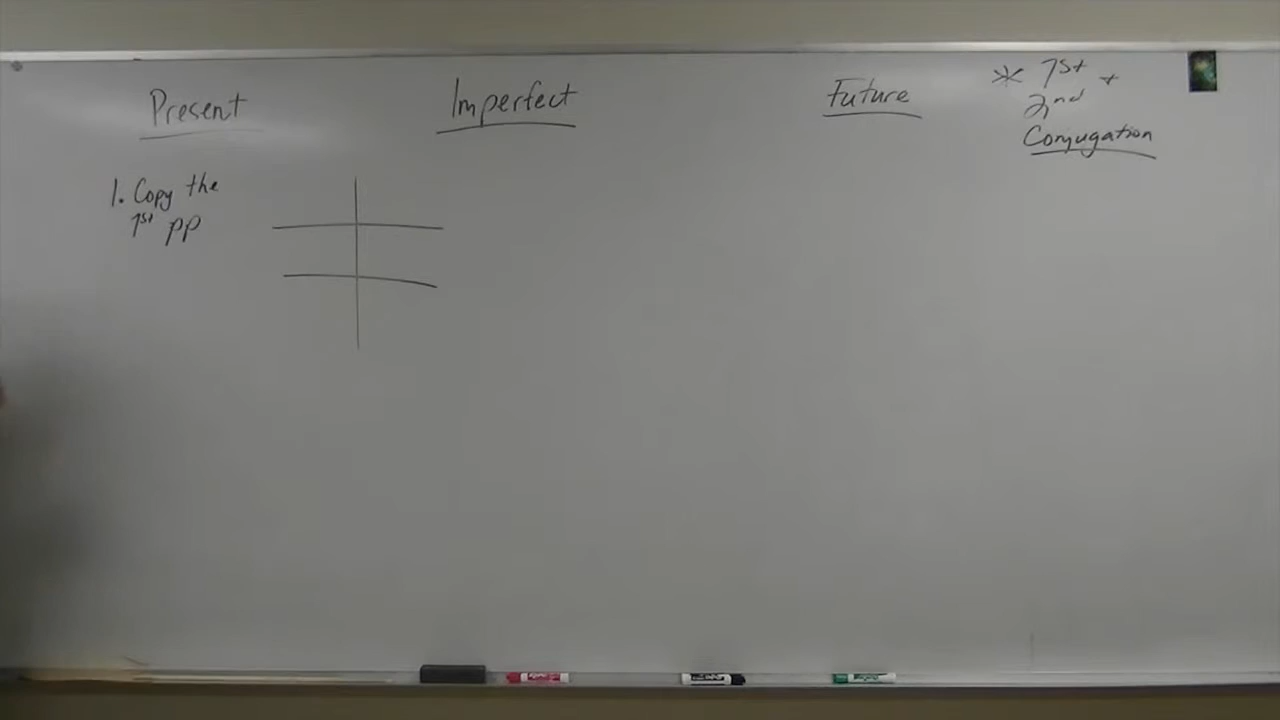 Present
Imperfect
Future
* 1st +
2nd
Conjugation
1. Copy the
1st pp